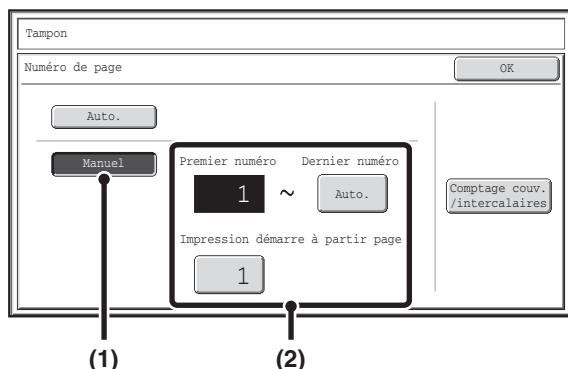 Tampon
Numéro de page
OK
Auto.
Manuel
Premier numéro
Dernier numéro
1
~
Auto.
Impression démarre à partir page
1
Comptage couv.
/intercalaires
(1)
(2)